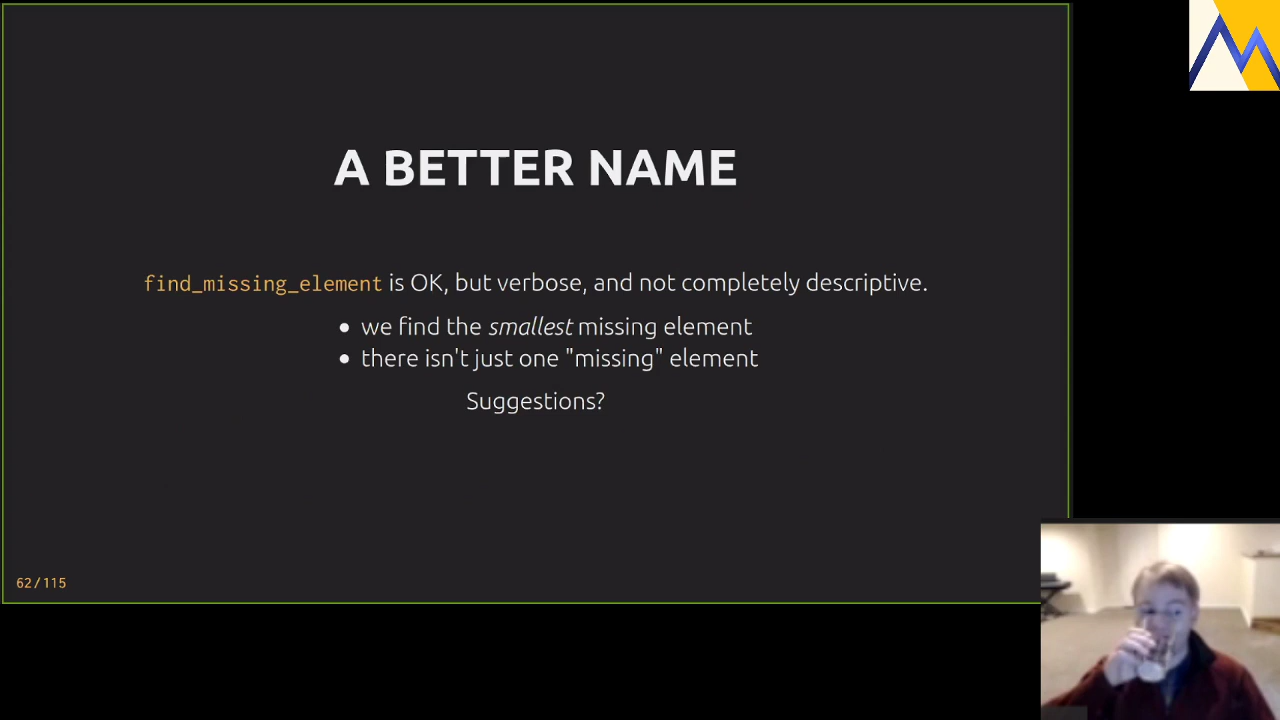 A BETTER NAME
find_missing_element is OK, but verbose, and not completely descriptive.
• we find the smallest missing element
• there isn't just one "missing" element
Suggestions?
62/115